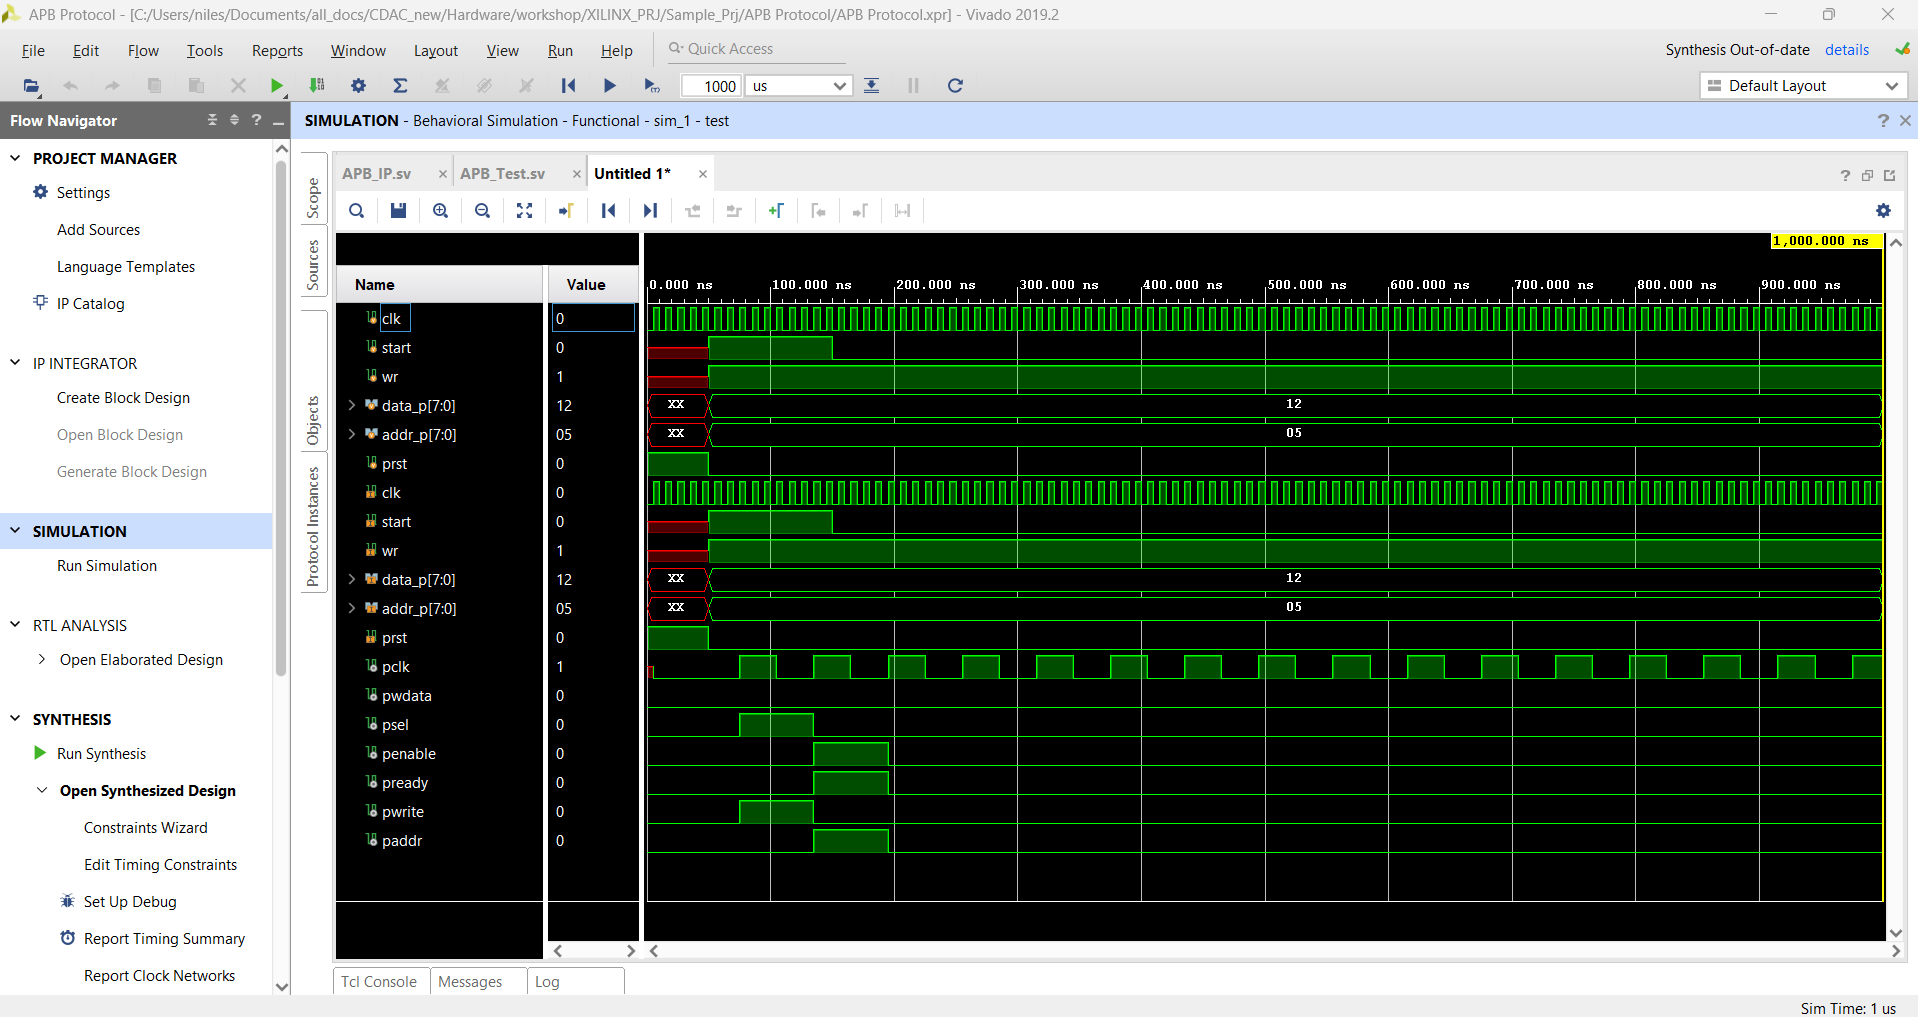 APB Protocol - [C:/Users/niles/Documents/all_docs/CDAC_new/Hardware/workshop/XILINX_PRJ/Sample_Prj/APB Protocol/APB Protocol.xpr] - Vivado 2019.2
File Edit Flow Tools Reports Window Layout View Run Help Quick Access
Synthesis Out-of-date details
1000 us
Default Layout
Flow Navigator
SIMULATION - Behavioral Simulation - Functional - sim_1 - test
PROJECT MANAGER
Settings
Add Sources
Language Templates
IP Catalog
IP INTEGRATOR
Create Block Design
Open Block Design
Generate Block Design
SIMULATION
Run Simulation
RTL ANALYSIS
Open Elaborated Design
SYNTHESIS
Run Synthesis
Open Synthesized Design
Constraints Wizard
Edit Timing Constraints
Set Up Debug
Report Timing Summary
Report Clock Networks
Scope
Sources
Objects
Protocol Instances
APB_IP.sv APB_Test.sv Untitled 1*
1,000.000 ns
Name Value
0.000 ns 100.000 ns 200.000 ns 300.000 ns 400.000 ns 500.000 ns 600.000 ns 700.000 ns 800.000 ns 900.000 ns
clk 0
start 0
wr 1
data_p[7:0] 12 XX 12
addr_p[7:0] 05 XX 05
prst 0
clk 0
start 0
wr 1
data_p[7:0] 12 XX 12
addr_p[7:0] 05 XX 05
prst 0
pclk 1
pwdata 0
psel 0
penable 0
pready 0
pwrite 0
paddr 0
Tcl Console Messages Log
Sim Time: 1 us